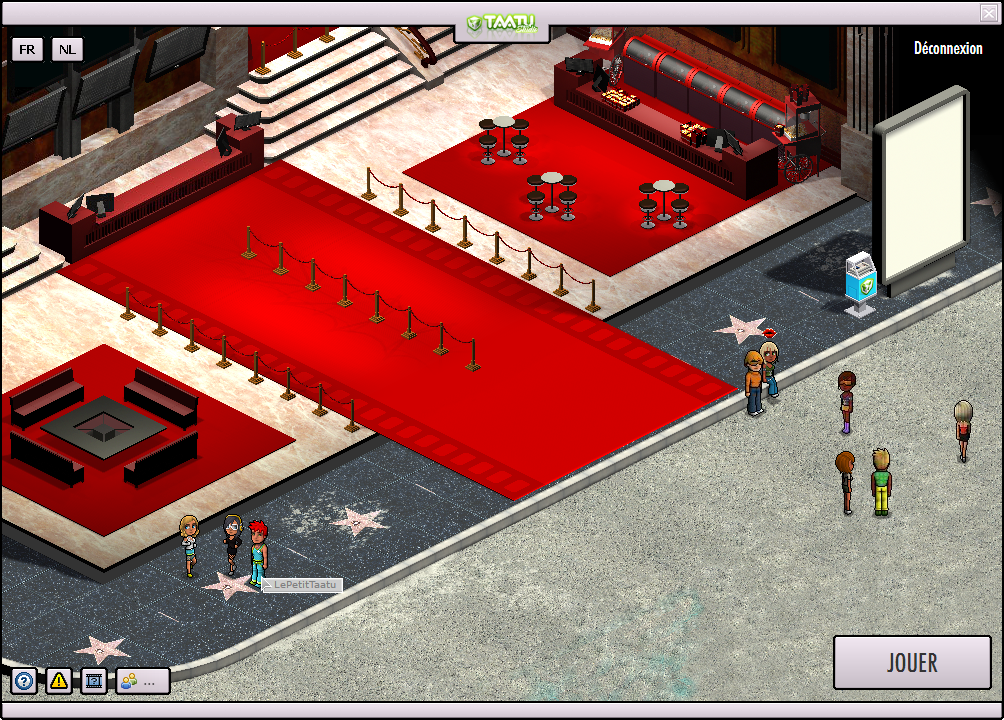 TAATU
FR
NL
Déconnexion
LePetitTaatu
...
JOUER